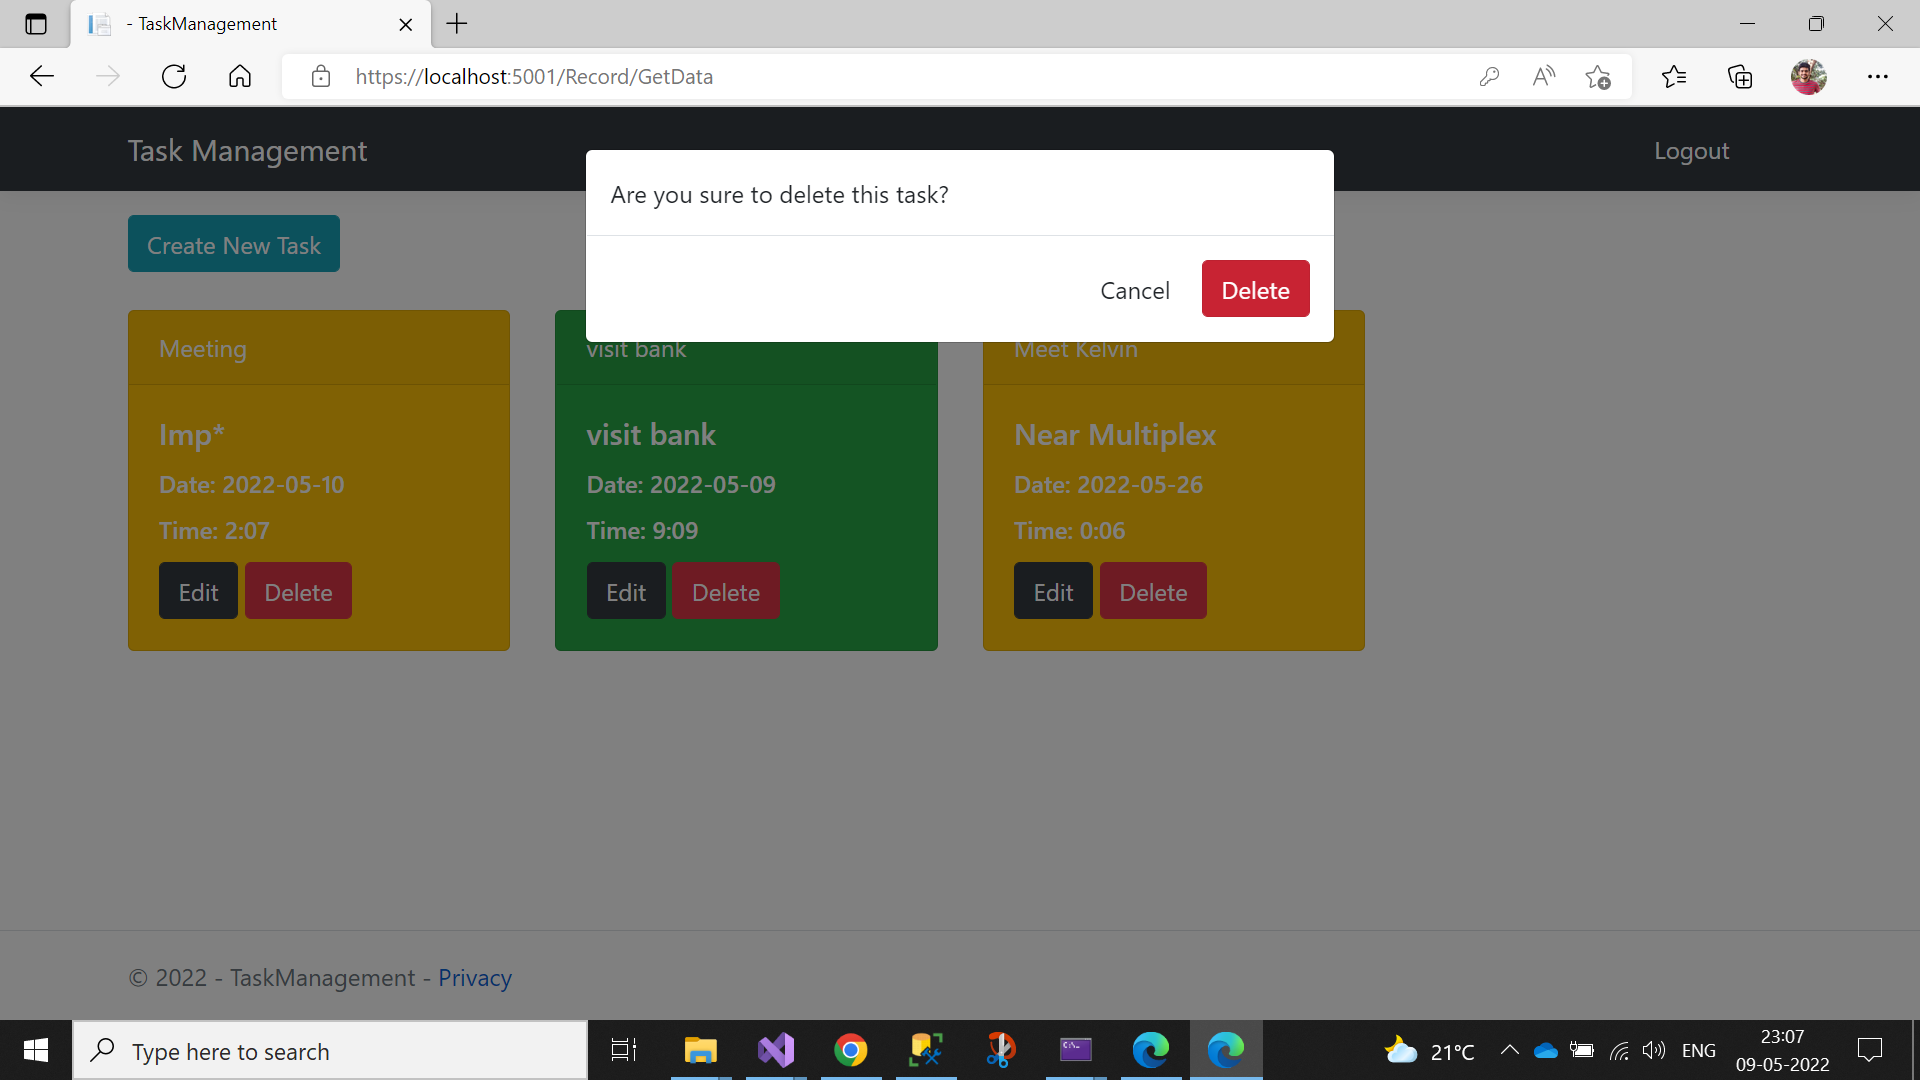 - TaskManagement
https://localhost:5001/Record/GetData
Task Management
Logout
Are you sure to delete this task?
Cancel
Delete
Create New Task
Meeting
Imp*
Date: 2022-05-10
Time: 2:07
Edit
Delete
visit bank
visit bank
Date: 2022-05-09
Time: 9:09
Edit
Delete
Meet Kelvin
Near Multiplex
Date: 2022-05-26
Time: 0:06
Edit
Delete
© 2022 - TaskManagement - Privacy
Type here to search
21°C
ENG
23:07
09-05-2022